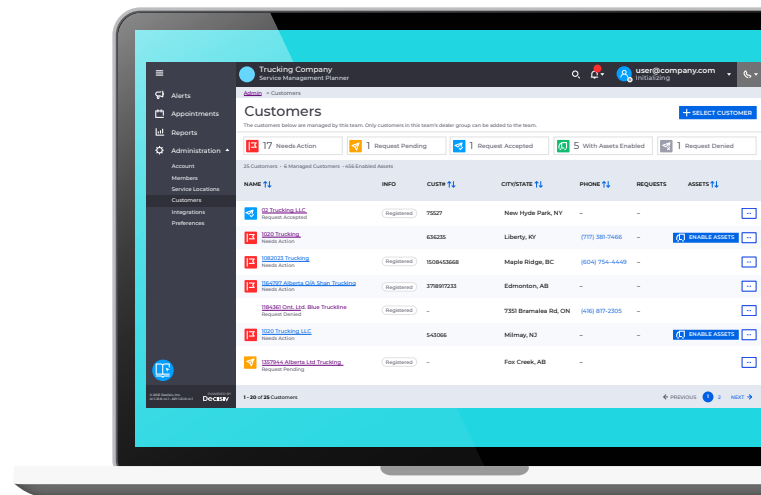 Trucking Company
Service Management Planner
user@company.com
Initializing
Alerts
Appointments
Reports
Administration
Account
Members
Service Locations
Customers
Integrations
Preferences
Admin > Customers
Customers
The customers below are managed by this team. Only customers in this team's dealer group can be added to the team.
+ SELECT CUSTOMER
17 Needs Action
1 Request Pending
1 Request Accepted
5 With Assets Enabled
1 Request Denied
25 Customers - 6 Managed Customers - 456 Enabled Assets
NAME INFO CUST# CITY/STATE PHONE REQUESTS ASSETS
02 Trucking LLC. Registered 75527 New Hyde Park, NY – –
Request Accepted
1020 Trucking 636235 Liberty, KY (717) 381-7466 – ENABLE ASSETS
Needs Action
1082023 Trucking, BC Registered 1508453668 Maple Ridge, BC (604) 754-4449 –
Needs Action
1164797 Alberta O/A Shan Trucking Registered 3718917233 Edmonton, AB – –
Needs Action
1184361 Ont. Ltd. Blue Truckline Registered – 7351 Bramalea Rd, ON (416) 817-2305 –
Request Denied
1020 Trucking LLC 543066 Milmay, NJ – – ENABLE ASSETS
Needs Action
1357944 Alberta Ltd Trucking Registered – Fox Creek, AB – –
Request Pending
POWERED BY
Decisiv
1 - 20 of 25 Customers
PREVIOUS 1 2 NEXT